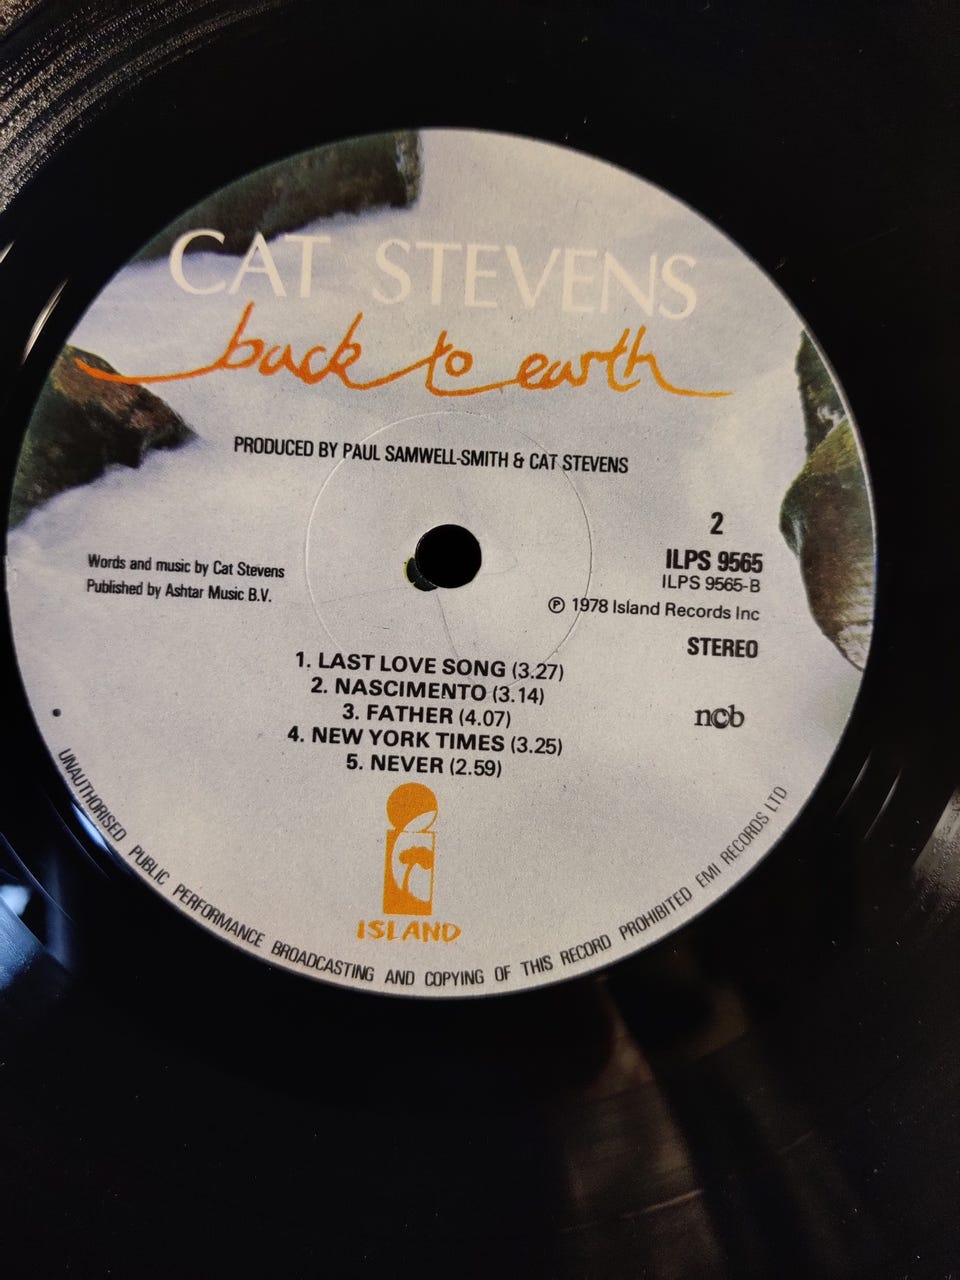 CAT STEVENS
back to earth
PRODUCED BY PAUL SAMWELL-SMITH & CAT STEVENS
Words and music by Cat Stevens
Published by Ashtar Music B.V.
2
ILPS 9565
ILPS 9565-B
℗ 1978 Island Records Inc
STEREO
ncb
1. LAST LOVE SONG (3.27)
2. NASCIMENTO (3.14)
3. FATHER (4.07)
4. NEW YORK TIMES (3.25)
5. NEVER (2.59)
ISLAND
UNAUTHORISED PUBLIC PERFORMANCE BROADCASTING AND COPYING OF THIS RECORD PROHIBITED EMI RECORDS LTD